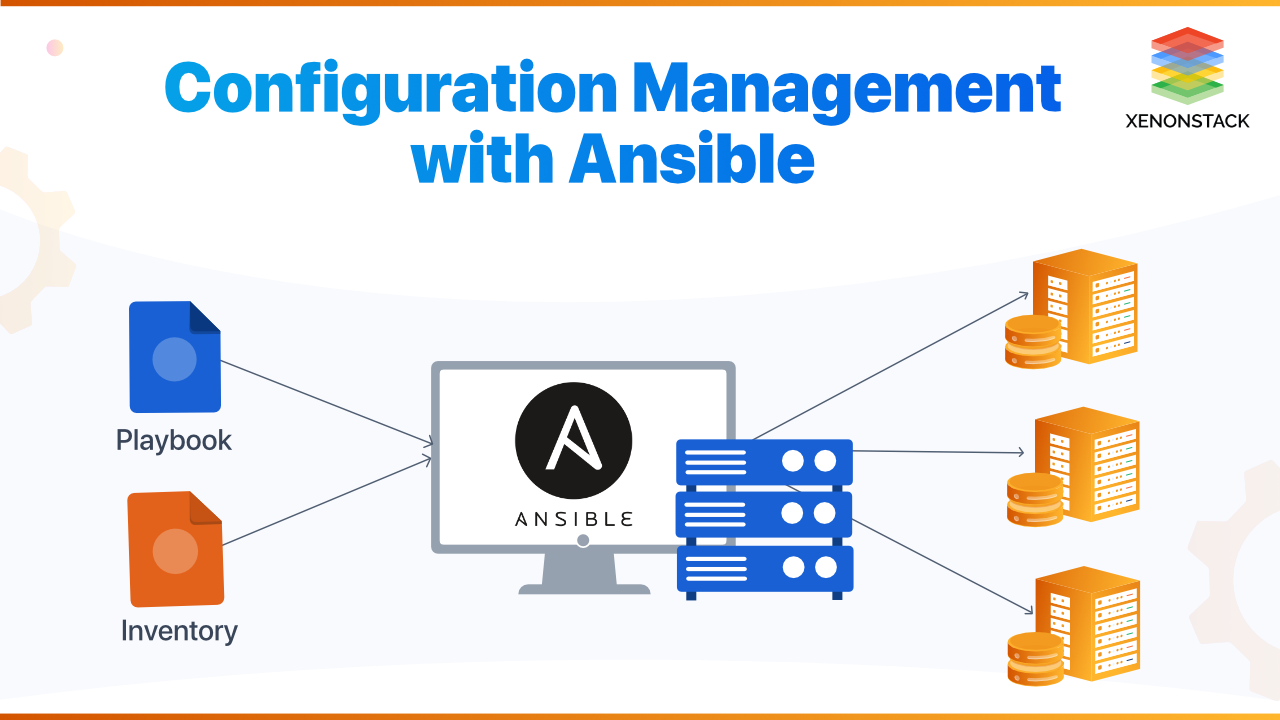 Configuration Management
with Ansible
XENONSTACK
Playbook
ANSIBLE
Inventory